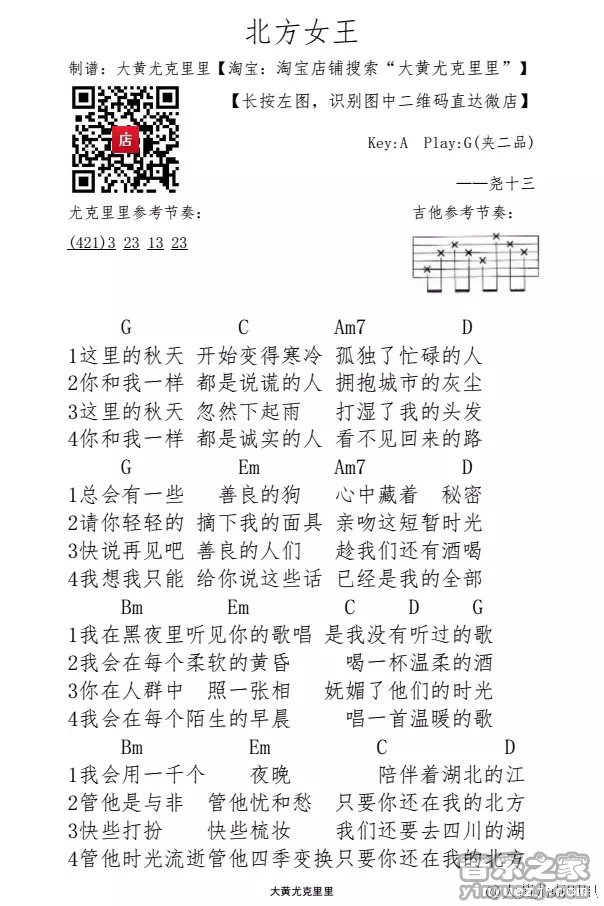 北方女王
制谱：大黄尤克里里【淘宝：淘宝店铺搜索“大黄尤克里里”】
店
【长按左图，识别图中二维码直达微店】
Key:A Play:G(夹二品)
——尧十三
尤克里里参考节奏： 吉他参考节奏：
(421)3 23 13 23
G C Am7 D
1这里的秋天 开始变得寒冷 孤独了忙碌的人
2你和我一样 都是说谎的人 拥抱城市的灰尘
3这里的秋天 忽然下起雨 打湿了我的头发
4你和我一样 都是诚实的人 看不见回来的路
G Em Am7 D
1总会有一些 善良的狗 心中藏着 秘密
2请你轻轻的 摘下我的面具 亲吻这短暂时光
3快说再见吧 善良的人们 趁我们还有酒喝
4我想我只能 给你说这些话 已经是我的全部
Bm Em C D G
1我在黑夜里听见你的歌唱 是我没有听过的歌
2我会在每个柔软的黄昏 喝一杯温柔的酒
3你在人群中 照一张相 妩媚了他们的时光
4我会在每个陌生的早晨 唱一首温暖的歌
Bm Em C D
1我会用一千个 夜晚 陪伴着湖北的江
2管他是与非 管他忧和愁 只要你还在我的北方
3快些打扮 快些梳妆 我们还要去四川的湖
4管他时光流逝管他四季变换只要你还在我的北方
大黄尤克里里
音乐之家